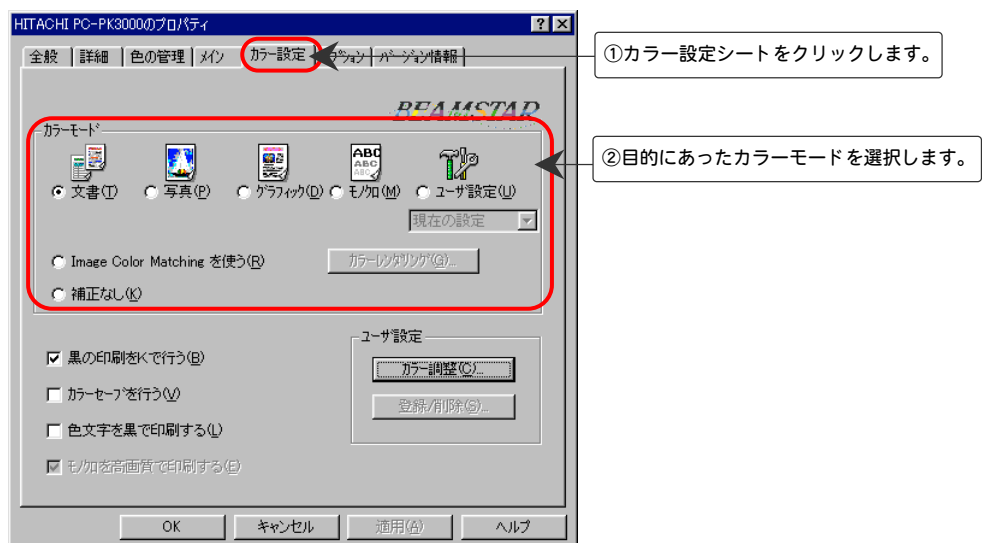 HITACHI PC-PK3000のプロパティ
全般 詳細 色の管理 メイン カラー設定 オプション バージョン情報
①カラー設定シートをクリックします。
BEAMSTAR
カラーモード
②目的にあったカラーモードを選択します。
文書(T) 写真(P) グラフィック(D) モノクロ(M) ユーザ設定(U)
現在の設定
Image Color Matching を使う(R) カラーレンダリング(G)...
補正なし(K)
ユーザ設定
黒の印刷をKで行う(B)
カラー調整(C)...
カラーセーブを行う(V)
登録/削除(S)...
色文字を黒で印刷する(L)
モノクロを高画質で印刷する(E)
OK キャンセル 適用(A) ヘルプ